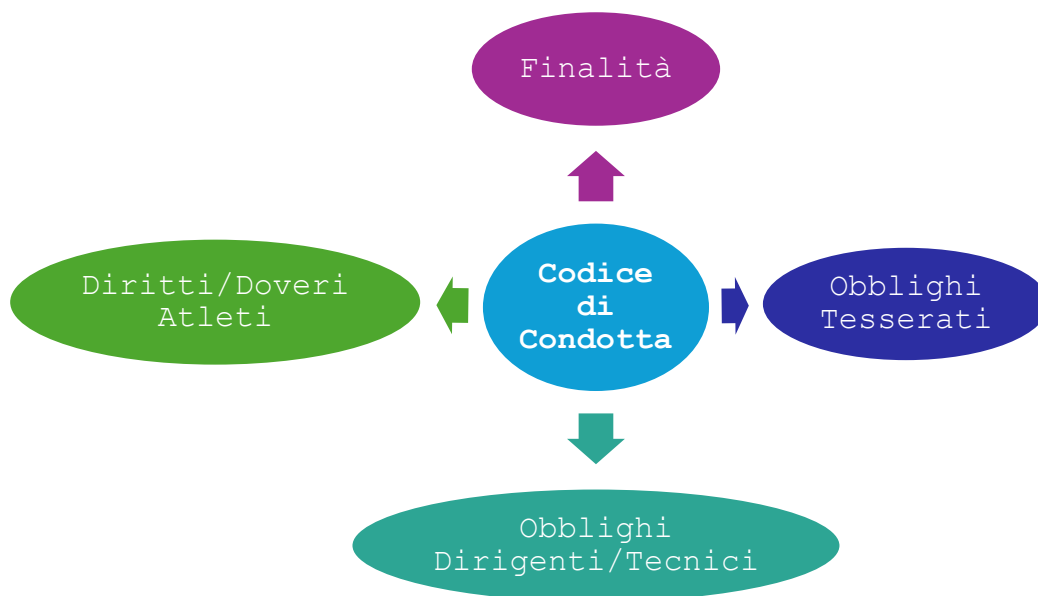 Finalità
Diritti/Doveri
Atleti
Codice
di
Condotta
Obblighi
Tesserati
Obblighi
Dirigenti/Tecnici